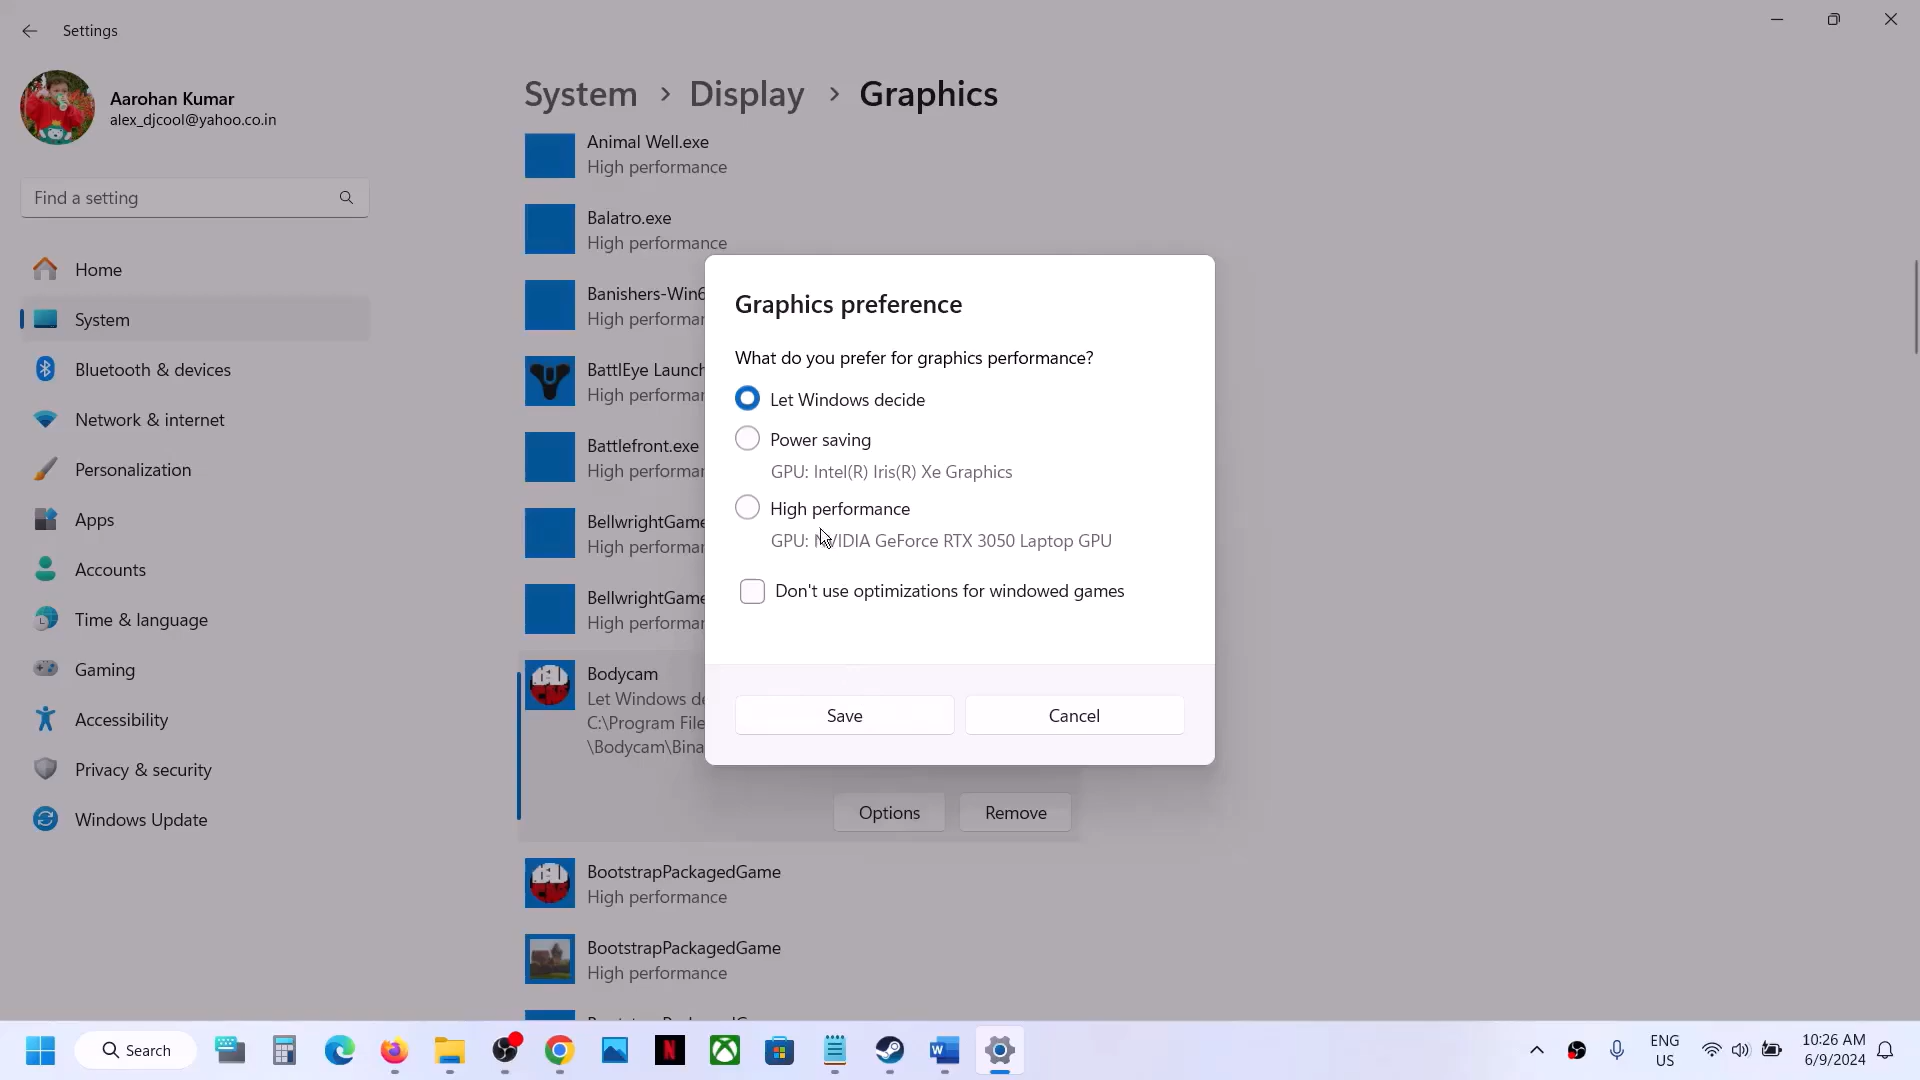 Settings
Aarohan Kumar
alex_djcool@yahoo.co.in
Find a setting
Home
System
Bluetooth & devices
Network & internet
Personalization
Apps
Accounts
Time & language
Gaming
Accessibility
Privacy & security
Windows Update
System > Display > Graphics
Animal Well.exe
High performance
Balatro.exe
High performance
Banishers-Win6
High performar
BattlEye Launch
High performar
Battlefront.exe
High performa
BellwrightGame
High performar
BellwrightGame
High performar
Bodycam
Let Windows de
C:\Program File
\Bodycam\Bina
Options
Remove
BootstrapPackagedGame
High performance
BootstrapPackagedGame
High performance
Graphics preference
What do you prefer for graphics performance?
Let Windows decide
Power saving
GPU: Intel(R) Iris(R) Xe Graphics
High performance
GPU: NVIDIA GeForce RTX 3050 Laptop GPU
Don't use optimizations for windowed games
Save
Cancel
Search
ENG
US
10:26 AM
6/9/2024